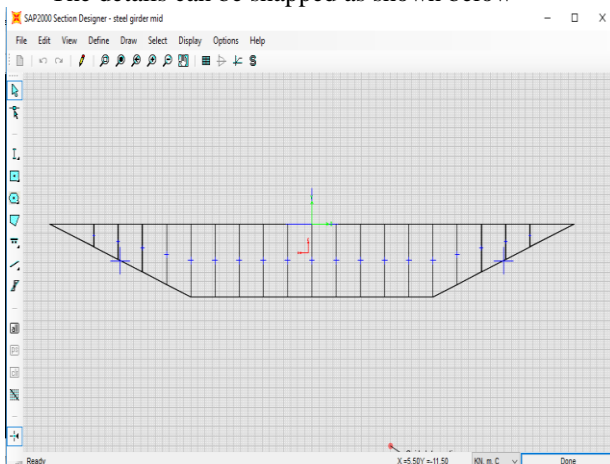 The details can be snapped as shown below
SAP2000 Section Designer - steel girder mid
File Edit View Define Draw Select Display Options Help
Ready
X =5.50Y =-11.50
KN, m, C
Done